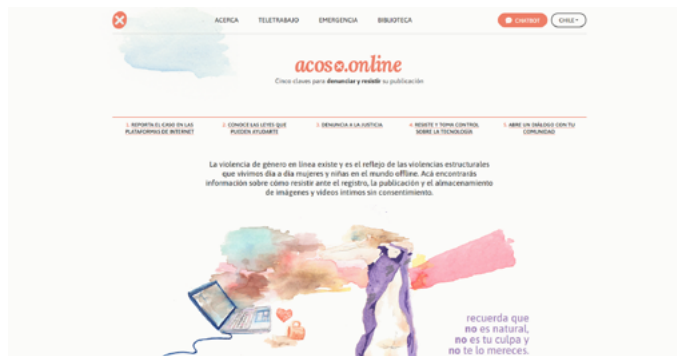 ACERCA TELETRABAJO EMERGENCIA BIBLIOTECA CHATBOT CHILE
acoso.online
Cinco claves para denunciar y resistir su publicación
1. REPORTA EL CASO EN LAS
PLATAFORMAS DE INTERNET
2. CONOCE LAS LEYES QUE
PUEDEN AYUDARTE
3. DENUNCIA A LA JUSTICIA
4. RESISTE Y TOMA CONTROL
SOBRE LA TECNOLOGÍA
5. ABRE UN DIÁLOGO CON TU
COMUNIDAD
La violencia de género en línea existe y es el reflejo de las violencias estructurales
que vivimos día a día mujeres y niñas en el mundo offline. Acá encontrarás
información sobre cómo resistir ante el registro, la publicación y el almacenamiento
de imágenes y videos íntimos sin consentimiento.
recuerda que
no es natural,
no es tu culpa y
no te lo mereces.